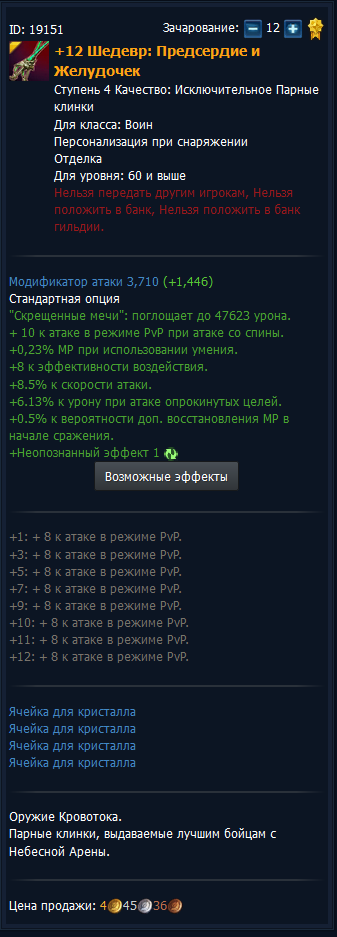 ID: 19151
Зачарование: 12
+12 Шедевр: Предсердие и
Желудочек
Ступень 4 Качество: Исключительное Парные
клинки
Для класса: Воин
Персонализация при снаряжении
Отделка
Для уровня: 60 и выше
Нельзя передать другим игрокам, Нельзя
положить в банк, Нельзя положить в банк
гильдии.
Модификатор атаки 3,710 (+1,446)
Стандартная опция
"Скрещенные мечи": поглощает до 47623 урона.
+ 10 к атаке в режиме PvP при атаке со спины.
+0,23% MP при использовании умения.
+8 к эффективности воздействия.
+8.5% к скорости атаки.
+6.13% к урону при атаке опрокинутых целей.
+0.5% к вероятности доп. восстановления MP в
начале сражения.
+Неопознанный эффект 1
Возможные эффекты
+1: + 8 к атаке в режиме PvP.
+3: + 8 к атаке в режиме PvP.
+5: + 8 к атаке в режиме PvP.
+7: + 8 к атаке в режиме PvP.
+9: + 8 к атаке в режиме PvP.
+10: + 8 к атаке в режиме PvP.
+11: + 8 к атаке в режиме PvP.
+12: + 8 к атаке в режиме PvP.
Ячейка для кристалла
Ячейка для кристалла
Ячейка для кристалла
Ячейка для кристалла
Оружие Кровотока.
Парные клинки, выдаваемые лучшим бойцам с
Небесной Арены.
Цена продажи: 4 45 36